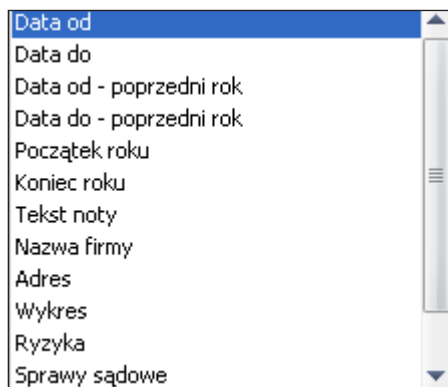 Data od
Data do
Data od - poprzedni rok
Data do - poprzedni rok
Początek roku
Koniec roku
Tekst noty
Nazwa firmy
Adres
Wykres
Ryzyka
Sprawy sądowe